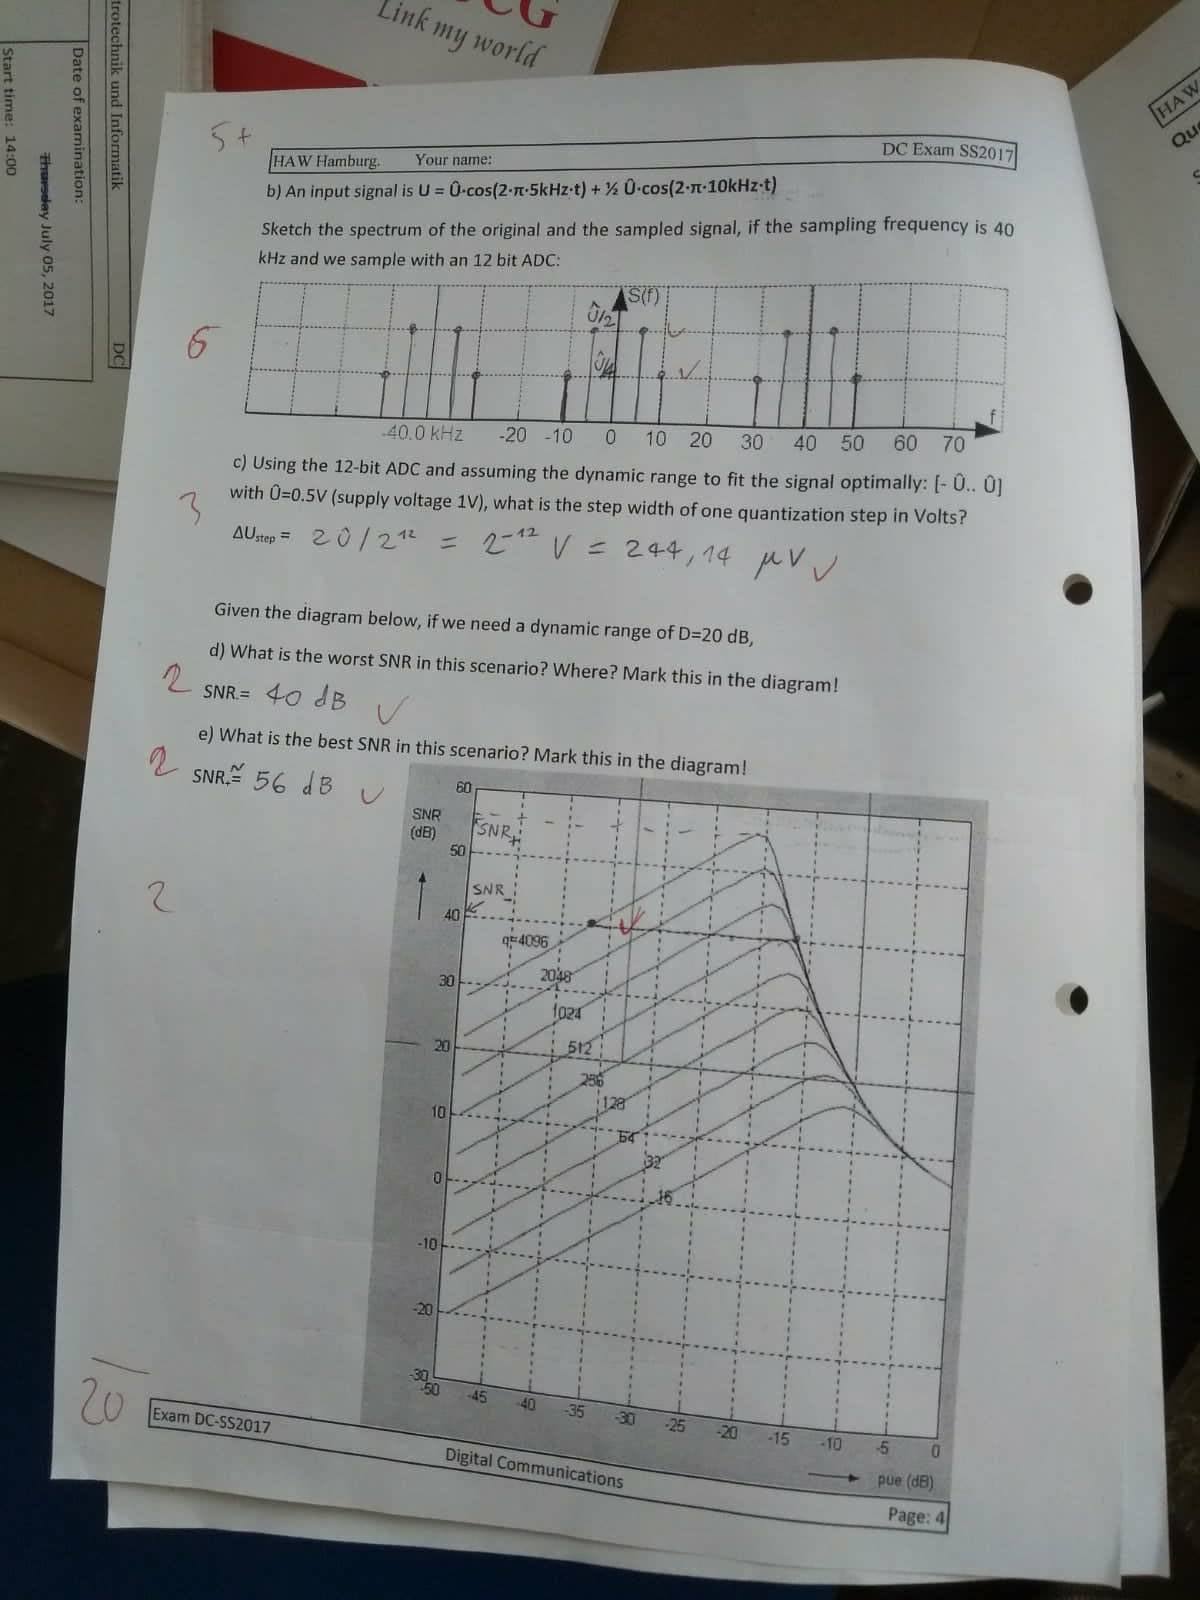 CG
Link my world
trotechnik und Informatik
DC
Date of examination:
Thursday July 05, 2017
Start time: 14:00
HAW
Qu
5+
HAW Hamburg. Your name: DC Exam SS2017
b) An input signal is U = Û·cos(2·π·5kHz·t) + ½ Û·cos(2·π·10kHz·t)
Sketch the spectrum of the original and the sampled signal, if the sampling frequency is 40
kHz and we sample with an 12 bit ADC:
S(f)
Û/2
6
Û/4
f
-40.0 kHz -20 -10 0 10 20 30 40 50 60 70
c) Using the 12-bit ADC and assuming the dynamic range to fit the signal optimally: [- Û.. Û]
with Û=0.5V (supply voltage 1V), what is the step width of one quantization step in Volts?
3
ΔUstep = 2Û/2¹² = 2⁻¹² V = 244,14 µV
Given the diagram below, if we need a dynamic range of D=20 dB,
d) What is the worst SNR in this scenario? Where? Mark this in the diagram!
2
SNR-= 40 dB
e) What is the best SNR in this scenario? Mark this in the diagram!
2
SNR+≅ 56 dB
60
SNR
(dB)
SNR+
50
2
SNR-
40
q=4096
30
2048
1024
20
512
256
10
128
64
0
32
16
-10
-20
-30
-50 -45 -40 -35 -30 -25 -20 -15 -10 -5 0
pue (dB)
20
Exam DC-SS2017
Digital Communications
Page: 4